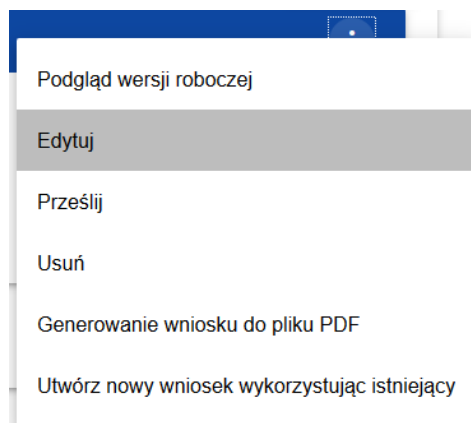 Podgląd wersji roboczej
Edytuj
Prześlij
Usuń
Generowanie wniosku do pliku PDF
Utwórz nowy wniosek wykorzystując istniejący